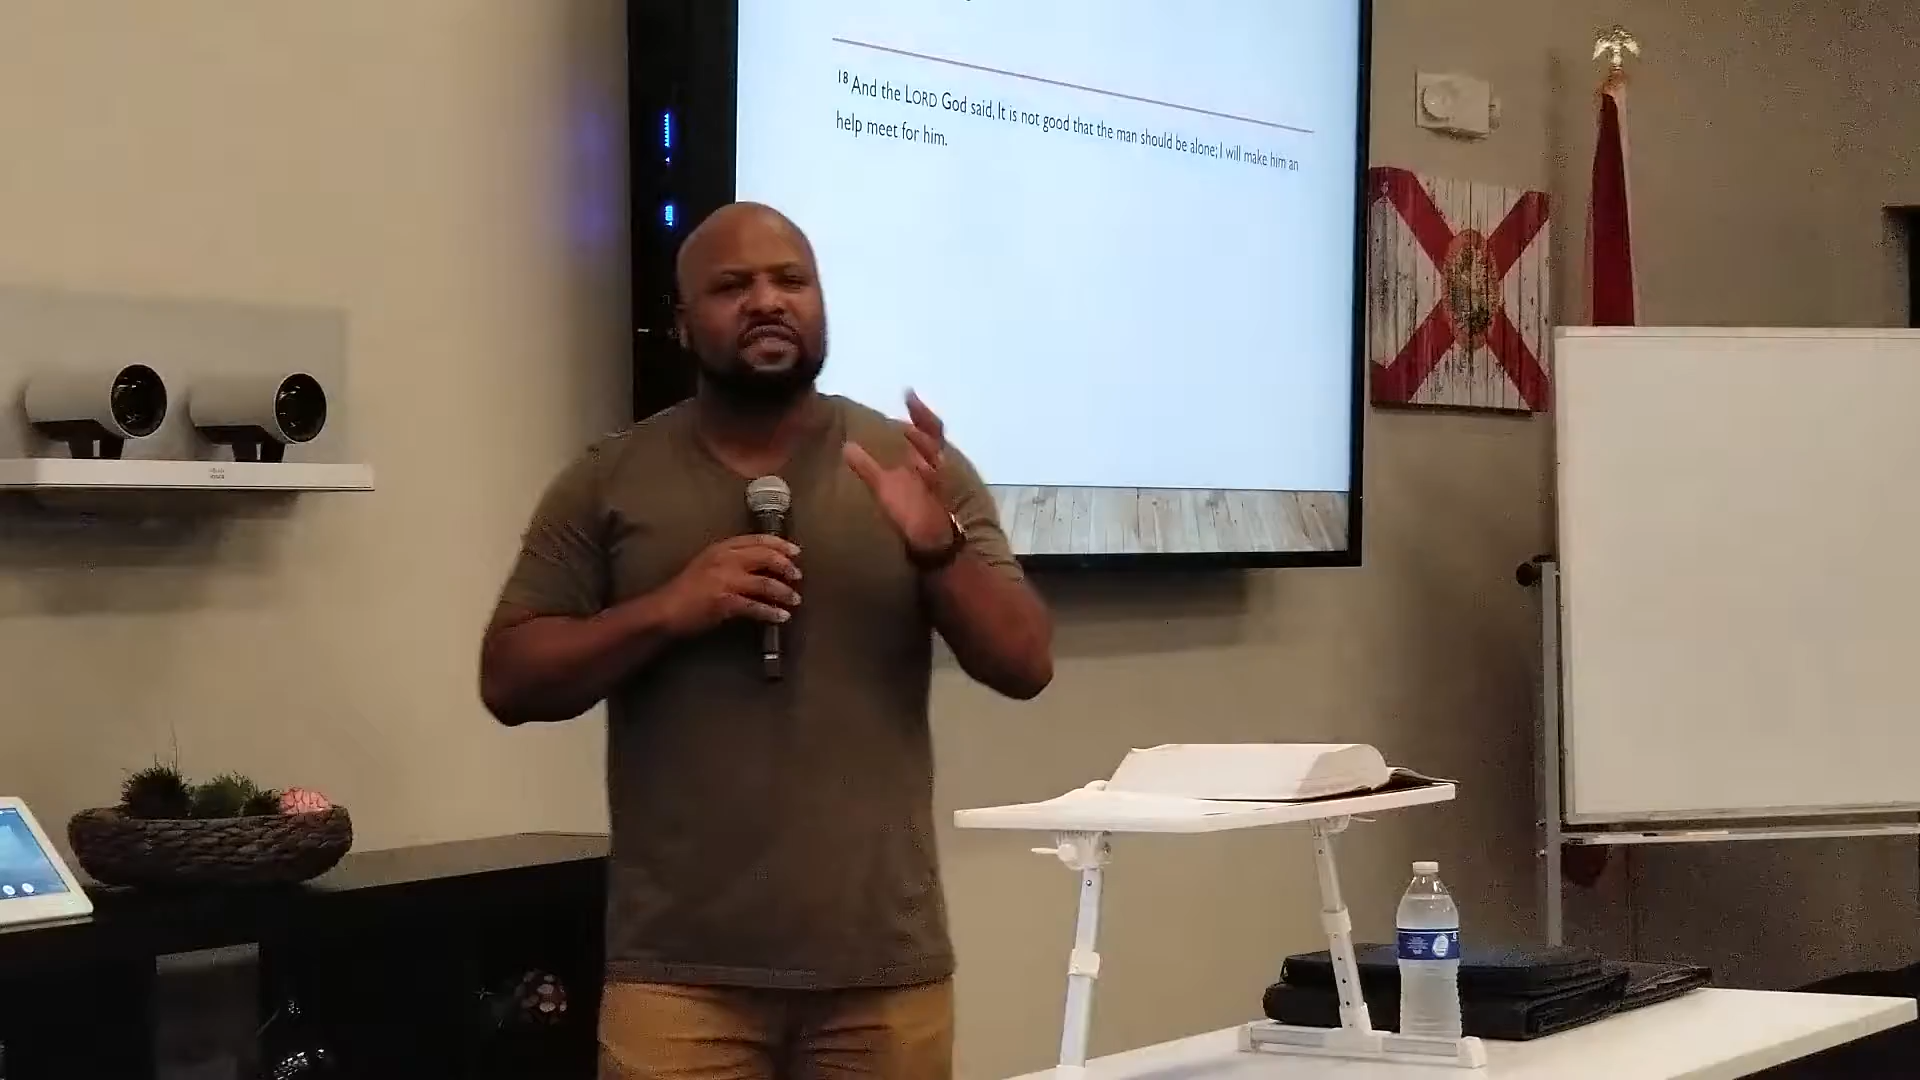 18 And the LORD God said, It is not good that the man should be alone; I will make him an
help meet for him.